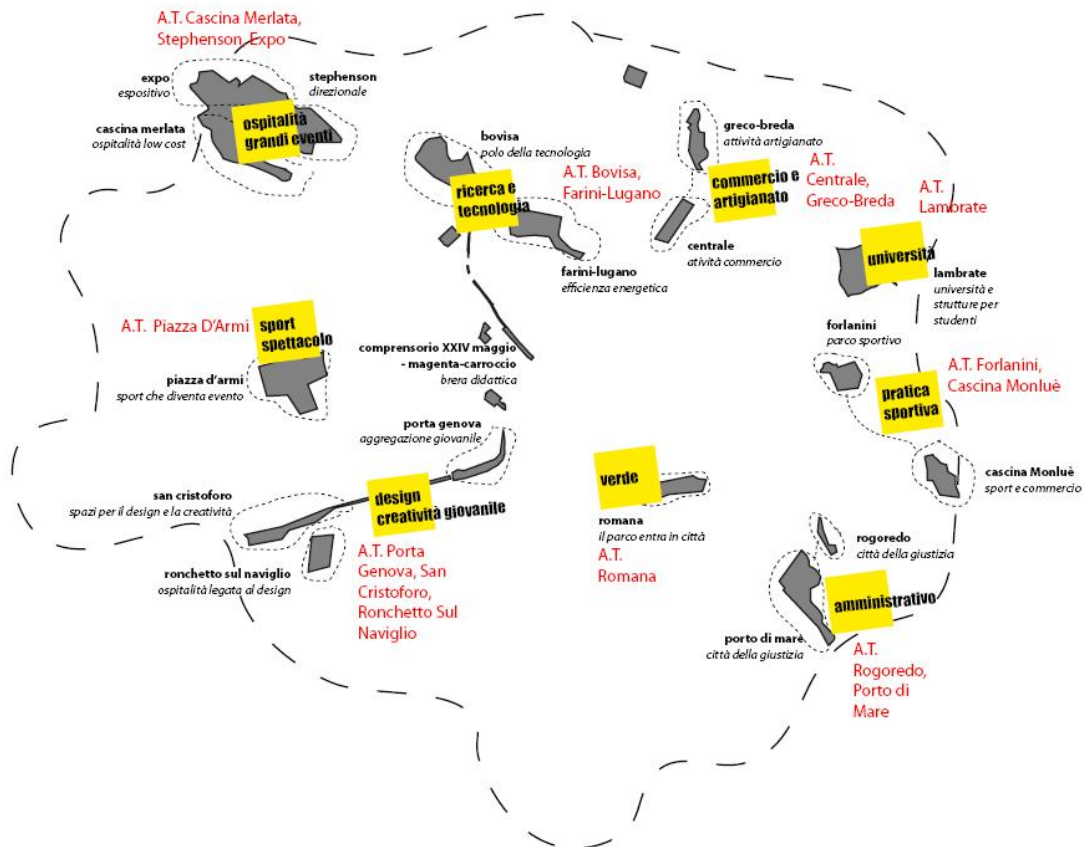 A.T. Cascina Merlata,
Stephenson, Expo
expo
espositivo
stephenson
direzionale
cascina merlata
ospitalità low cost
ospitalità
grandi eventi
bovisa
polo della tecnologia
ricerca e
tecnologia
A.T. Bovisa,
Farini-Lugano
farini-lugano
efficienza energetica
greco-breda
attività artigianato
commercio e
artigianato
A.T.
Centrale,
Greco-Breda
centrale
atività commercio
A.T.
Lambrate
università
lambrate
università e
strutture per
studenti
A.T. Piazza D'Armi
sport
spettacolo
piazza d'armi
sport che diventa evento
comprensorio XXIV maggio
- magenta-carroccio
brera didattica
forlanini
parco sportivo
A.T. Forlanini,
Cascina Monluè
pratica
sportiva
cascina Monluè
sport e commercio
porta genova
aggregazione giovanile
san cristoforo
spazi per il design e la creatività
design
creatività giovanile
ronchetto sul naviglio
ospitalità legata al design
A.T. Porta
Genova, San
Cristoforo,
Ronchetto Sul
Naviglio
verde
romana
il parco entra in città
A.T.
Romana
rogoredo
città della giustizia
amministrativo
porto di marè
città della giustizia
A.T.
Rogoredo,
Porto di
Mare